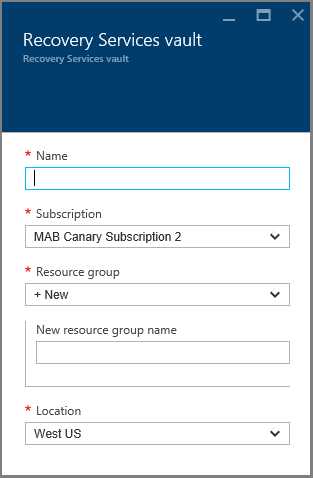 Recovery Services vault
Recovery Services vault
* Name
* Subscription
MAB Canary Subscription 2
* Resource group
+ New
New resource group name
* Location
West US